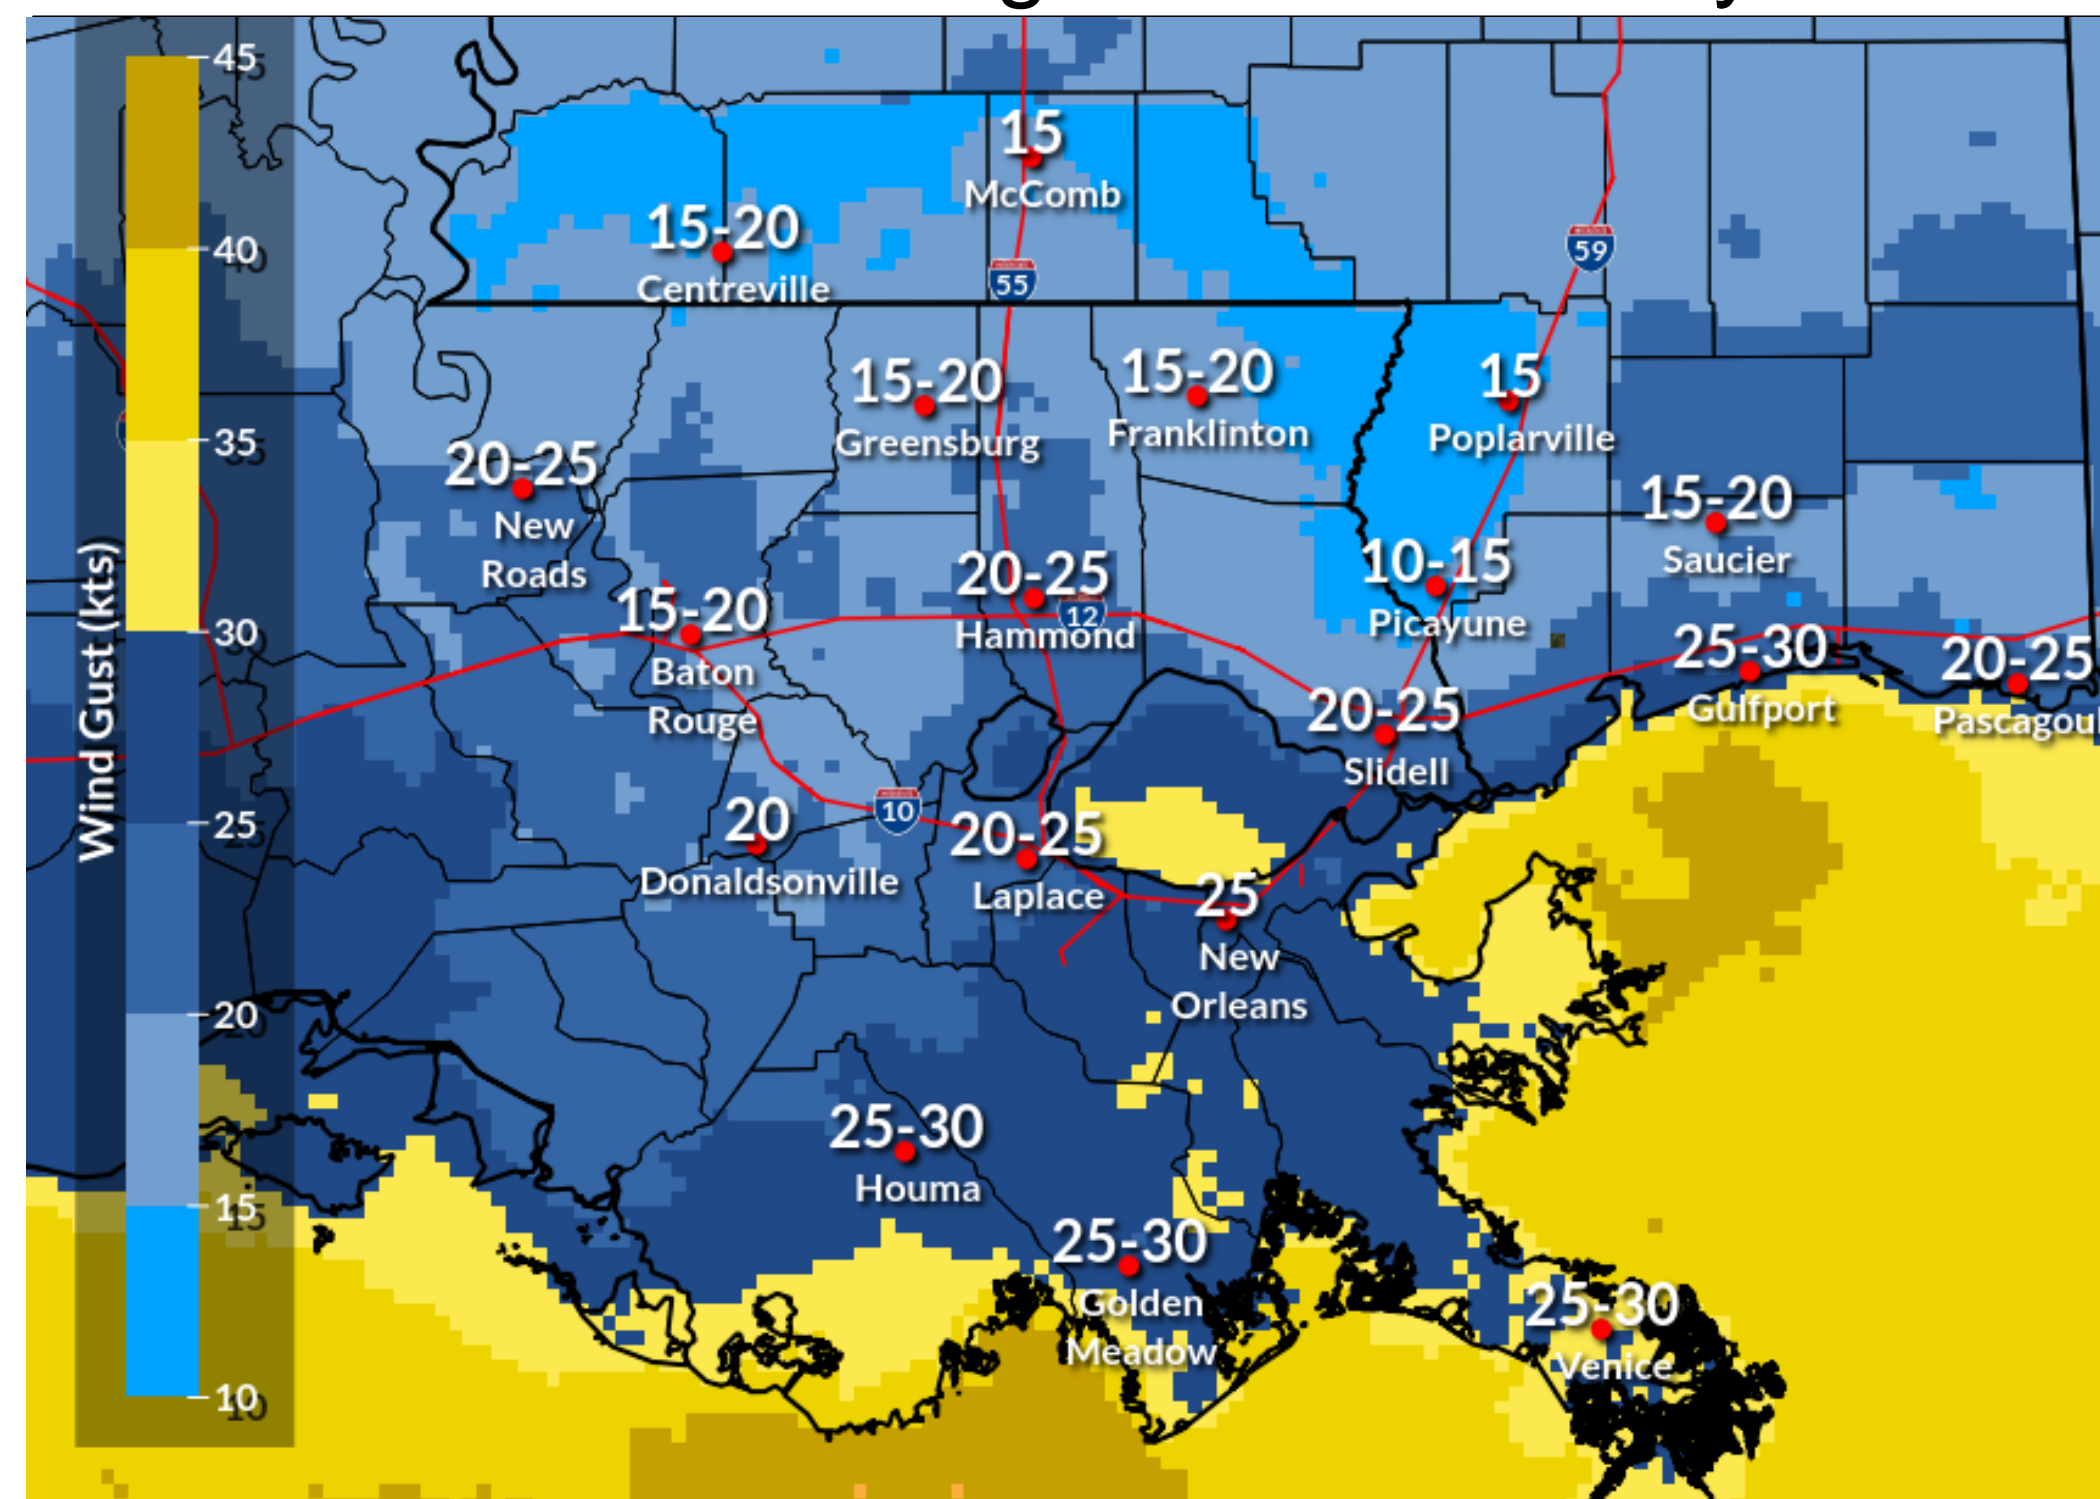 45
40
35
30
25
20
15
10
Wind Gust (kts)
15
McComb
15-20
Centreville
55
59
15-20
Greensburg
15-20
Franklinton
15
Poplarville
20-25
New
Roads
15-20
Saucier
20-25
Hammond
12
10-15
Picayune
15-20
Baton
Rouge
25-30
Gulfport
20-25
20-25
Slidell
10
20
Donaldsonville
20-25
Laplace
25
New
Orleans
25-30
Houma
25-30
Golden
Meadow
25-30
Venice